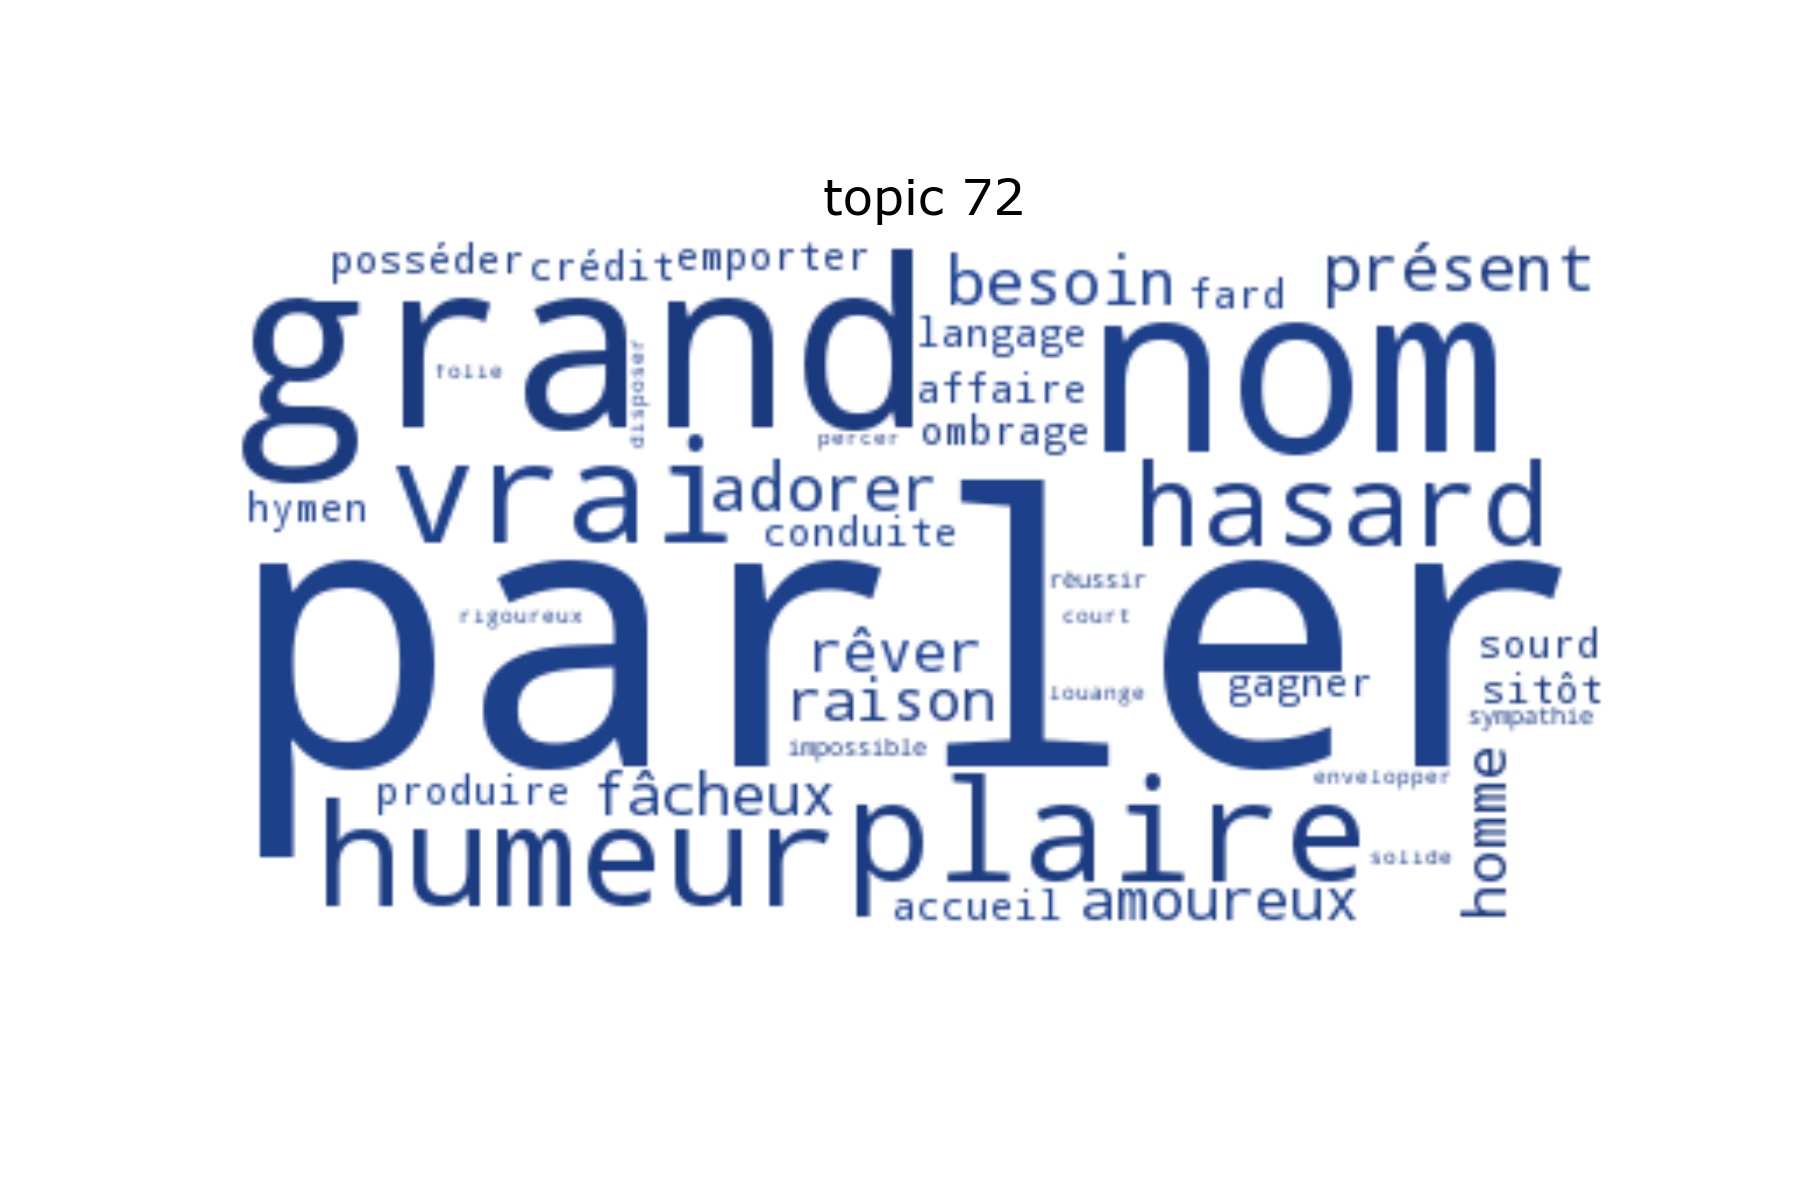 topic 72
posséder crédit emporter
besoin fard présent
grand
langage
nom
folie
disposer
affaire
percer
ombrage
hymen
vrai
adorer
conduite
hasard
parler
réussir
rigoureux
court
rêver
sourd
raison
louange
gagner
sitôt
sympathie
impossible
envelopper
produire
fâcheux
homme
humeur
plaire
solide
accueil
amoureux